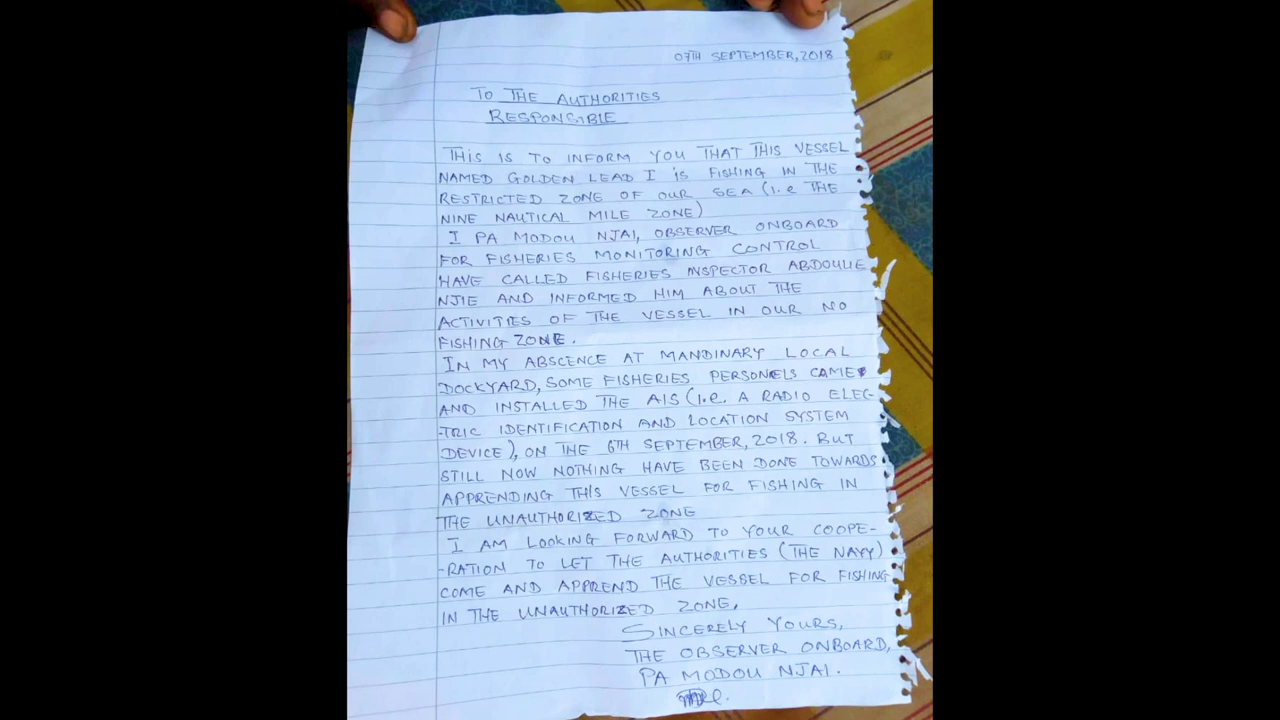 07TH SEPTEMBER, 2018
TO THE AUTHORITIES
RESPONSIBLE
THIS IS TO INFORM YOU THAT THIS VESSEL
NAMED GOLDEN LEAD I IS FISHING IN THE
RESTRICTED ZONE OF OUR SEA (I.e THE
NINE NAUTICAL MILE ZONE)
I PA MODOU NJAI, OBSERVER ONBOARD
FOR FISHERIES MONITORING CONTROL
HAVE CALLED FISHERIES INSPECTOR ABDOULIE
NJIE AND INFORMED HIM ABOUT THE
ACTIVITIES OF THE VESSEL IN OUR NO
FISHING ZONE.
IN MY ABSCENCE AT MANDINARY LOCAL
DOCKYARD, SOME FISHERIES PERSONELS CAME
AND INSTALLED THE AIS (I.e. A RADIO ELEC-
-TRIC IDENTIFICATION AND LOCATION SYSTEM
DEVICE), ON THE 6TH SEPTEMBER, 2018. BUT
STILL NOW NOTHING HAVE BEEN DONE TOWARDS
APPRENDING THIS VESSEL FOR FISHING IN
THE UNAUTHORIZED ZONE
I AM LOOKING FORWARD TO YOUR COOPE-
-RATION TO LET THE AUTHORITIES (THE NAVY)
COME AND APPREND THE VESSEL FOR FISHING
IN THE UNAUTHORIZED ZONE.
SINCERELY YOURS,
THE OBSERVER ONBOARD,
PA MODOU NJAI.